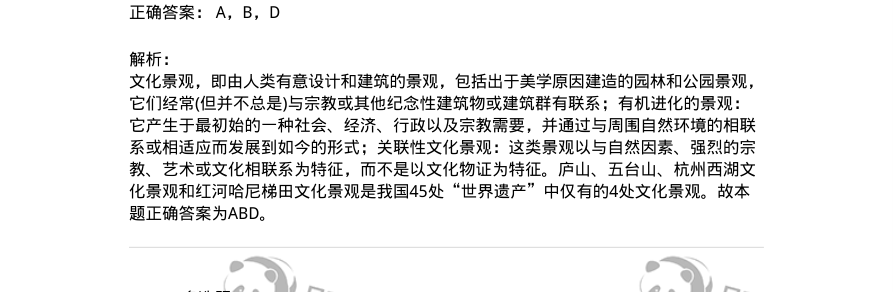 正确答案： A，B，D
解析：
文化景观，即由人类有意设计和建筑的景观，包括出于美学原因建造的园林和公园景观，
它们经常(但并不总是)与宗教或其他纪念性建筑物或建筑群有联系；有机进化的景观：
它产生于最初始的一种社会、经济、行政以及宗教需要，并通过与周围自然环境的相联
系或相适应而发展到如今的形式；关联性文化景观：这类景观以与自然因素、强烈的宗
教、艺术或文化相联系为特征，而不是以文化物证为特征。庐山、五台山、杭州西湖文
化景观和红河哈尼梯田文化景观是我国45处“世界遗产”中仅有的4处文化景观。故本
题正确答案为ABD。